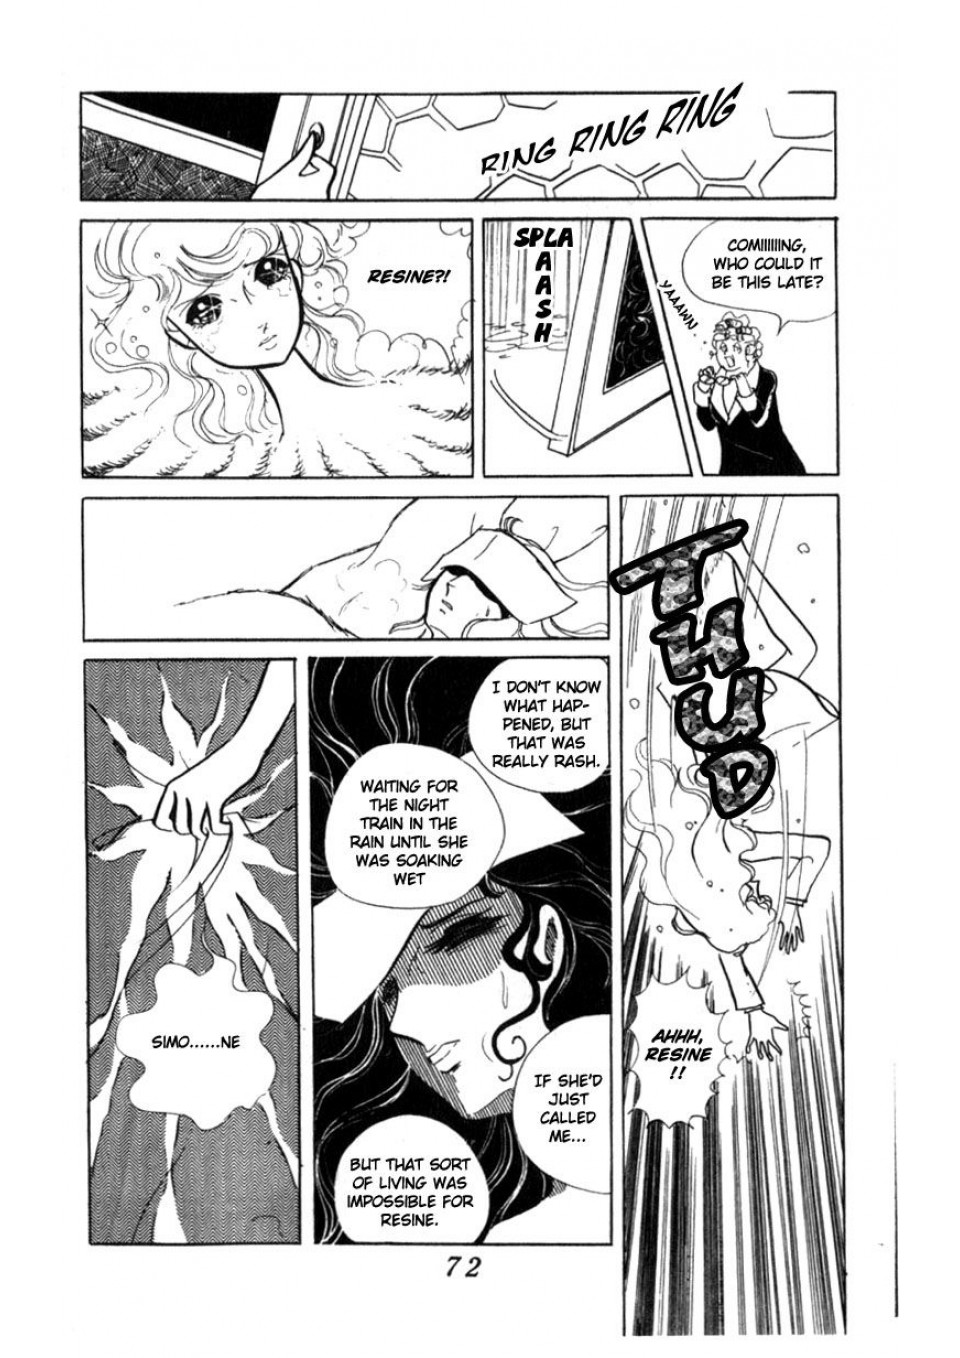 RING RING RING
COMIIIIIING,
WHO COULD IT
BE THIS LATE?
YAAAWN
SPLA
A
A
S
H
RESINE?!
THUD
AHHH,
RESINE
!!
I DON'T KNOW
WHAT HAP-
PENED, BUT
THAT WAS
REALLY RASH.
WAITING FOR
THE NIGHT
TRAIN IN THE
RAIN UNTIL SHE
WAS SOAKING
WET
IF SHE'D
JUST
CALLED
ME...
BUT THAT SORT
OF LIVING WAS
IMPOSSIBLE FOR
RESINE.
SIMO......NE
72